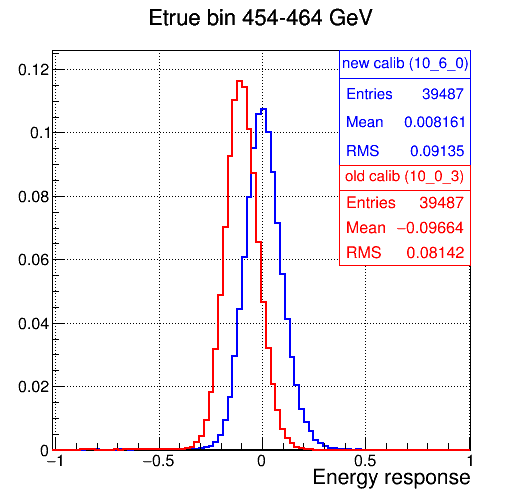 Etrue bin 454-464 GeV
new calib (10_6_0)
Entries 39487
Mean 0.008161
RMS 0.09135
old calib (10_0_3)
Entries 39487
Mean −0.09664
RMS 0.08142
0.12
0.1
0.08
0.06
0.04
0.02
0
−1 −0.5 0 0.5 1
Energy response